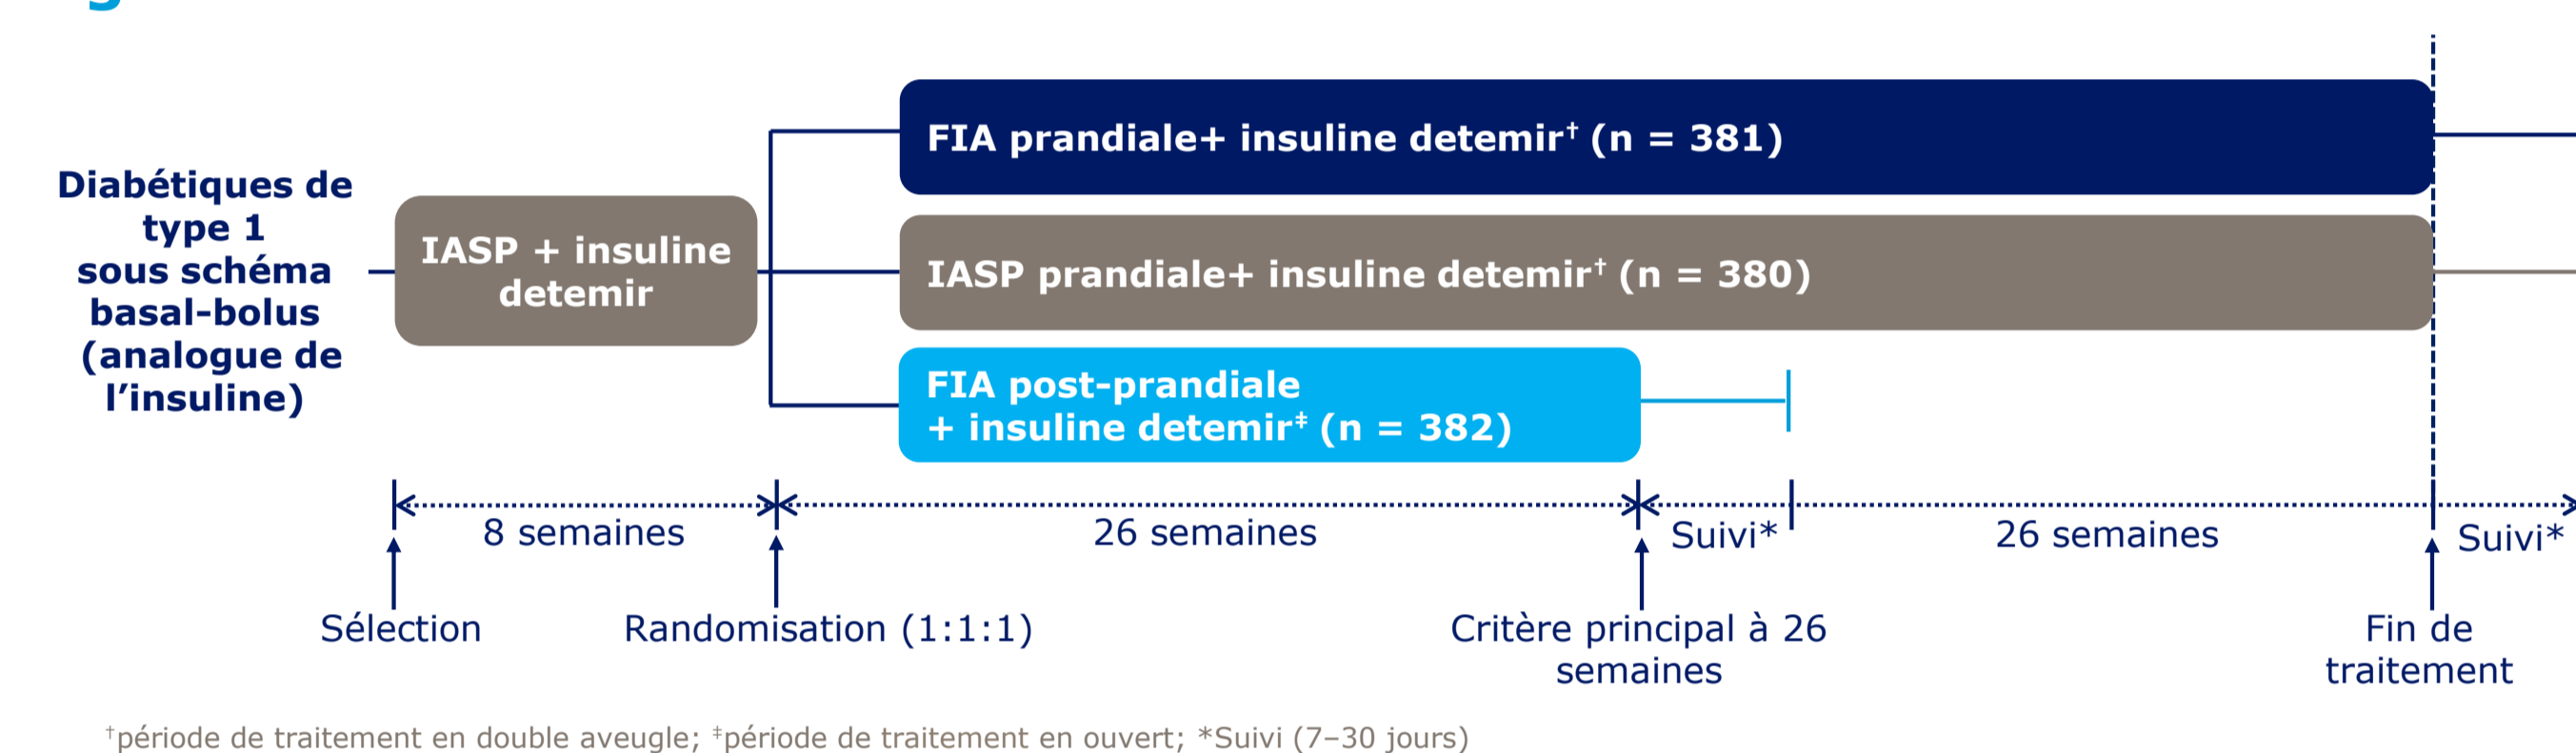 FIA prandiale+ insuline detemir† (n = 381)
Diabétiques de
type 1
sous schéma
basal-bolus
(analogue de
l’insuline)
IASP + insuline
detemir
IASP prandiale+ insuline detemir† (n = 380)
FIA post-prandiale
+ insuline detemir‡ (n = 382)
8 semaines
26 semaines
Suivi*
26 semaines
Suivi*
Sélection
Randomisation (1:1:1)
Critère principal à 26
semaines
Fin de
traitement
†période de traitement en double aveugle; ‡période de traitement en ouvert; *Suivi (7–30 jours)